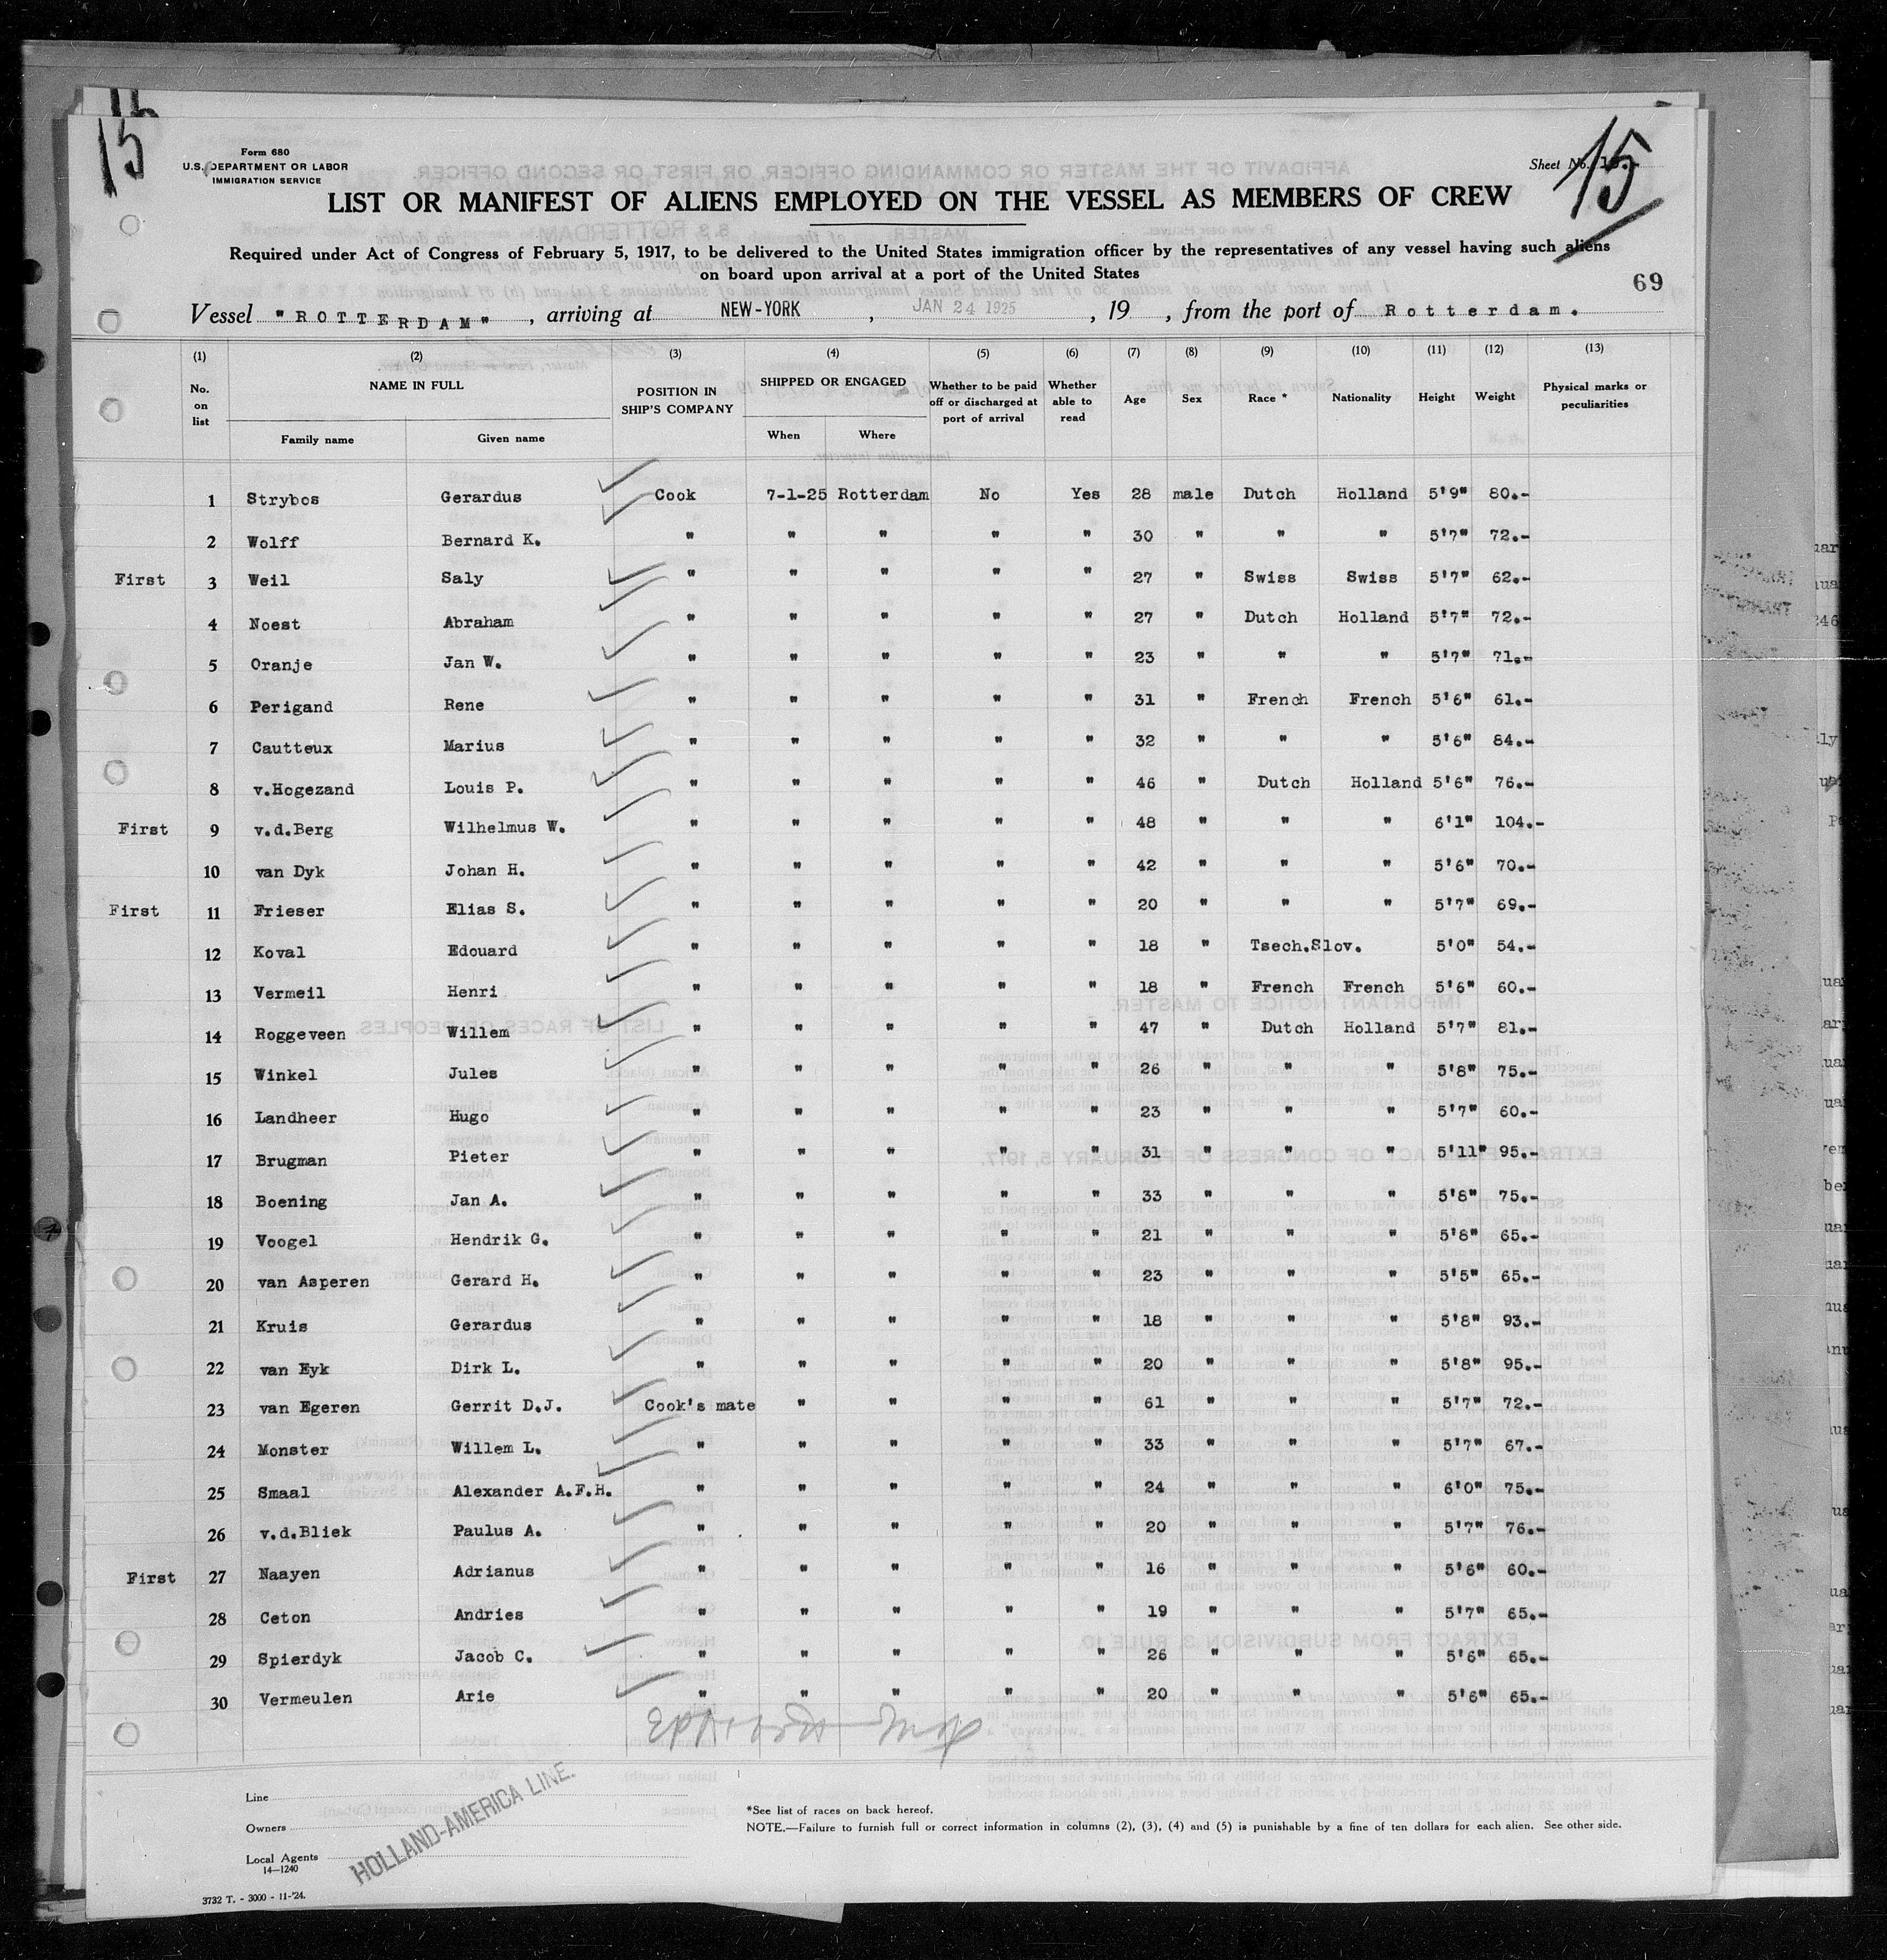 15
15
Form 680
U.S. DEPARTMENT OR LABOR
IMMIGRATION SERVICE
Sheet No.
LIST OR MANIFEST OF ALIENS EMPLOYED ON THE VESSEL AS MEMBERS OF CREW
Required under Act of Congress of February 5, 1917, to be delivered to the United States immigration officer by the representatives of any vessel having such aliens
on board upon arrival at a port of the United States
69
Vessel "ROTTERDAM" , arriving at NEW-YORK , JAN 24 1925 , 19 , from the port of Rotterdam.
(1) (2) (3) (4) (5) (6) (7) (8) (9) (10) (11) (12) (13)
No. on list NAME IN FULL POSITION IN SHIP'S COMPANY SHIPPED OR ENGAGED Whether to be paid off or discharged at port of arrival Whether able to read Age Sex Race * Nationality Height Weight Physical marks or peculiarities
Family name Given name When Where
1 Strybos Gerardus Cook 7-1-25 Rotterdam No Yes 28 male Dutch Holland 5'9" 80.-
2 Wolff Bernard K. " " " " " 30 " " " 5'7" 72.-
First 3 Weil Saly " " " " " 27 " Swiss Swiss 5'7" 62.-
4 Noest Abraham " " " " " 27 " Dutch Holland 5'7" 72.-
5 Oranje Jan W. " " " " " 23 " " " 5'7" 71.-
6 Perigand Rene " " " " " 31 " French French 5'6" 61.-
7 Cautteux Marius " " " " " 32 " " " 5'6" 84.-
8 v.Hogezand Louis P. " " " " " 46 " Dutch Holland 5'6" 76.-
First 9 v.d.Berg Wilhelmus W. " " " " " 48 " " " 6'1" 104.-
10 van Dyk Johan H. " " " " " 42 " " " 5'6" 70.-
First 11 Frieser Elias S. " " " " " 20 " " " 5'7" 69.-
12 Koval Edouard " " " " " 18 " Tsech.Slov. 5'0" 54.-
13 Vermeil Henri " " " " " 18 " French French 5'6" 60.-
14 Roggeveen Willem " " " " " 47 " Dutch Holland 5'7" 81.-
15 Winkel Jules " " " " " 26 " " " 5'8" 75.-
16 Landheer Hugo " " " " " 23 " " " 5'7" 60.-
17 Brugman Pieter " " " " " 31 " " " 5'11" 95.-
18 Boening Jan A. " " " " " 33 " " " 5'8" 75.-
19 Voogel Hendrik G. " " " " " 21 " " " 5'8" 65.-
20 van Asperen Gerard H. " " " " " 23 " " " 5'5" 65.-
21 Kruis Gerardus " " " " " 18 " " " 5'8" 93.-
22 van Eyk Dirk L. " " " " " 20 " " " 5'8" 95.-
23 van Egeren Gerrit D.J. Cook's mate " " " " 61 " " " 5'7" 72.-
24 Monster Willem L. " " " " " 33 " " " 5'7" 67.-
25 Smaal Alexander A.F.H. " " " " " 24 " " " 6'0" 75.-
26 v.d.Bliek Paulus A. " " " " " 20 " " " 5'7" 76.-
First 27 Naayen Adrianus " " " " " 16 " " " 5'6" 60.-
28 Ceton Andries " " " " " 19 " " " 5'7" 65.-
29 Spierdyk Jacob C. " " " " " 26 " " " 5'6" 65.-
30 Vermeulen Arie " " " " " 20 " " " 5'6" 65.-
Line
Owners
Local Agents
14-1240
HOLLAND-AMERICA LINE.
*See list of races on back hereof.
NOTE.—Failure to furnish full or correct information in columns (2), (3), (4) and (5) is punishable by a fine of ten dollars for each alien. See other side.
3732 T. - 3000 - 11-'24.